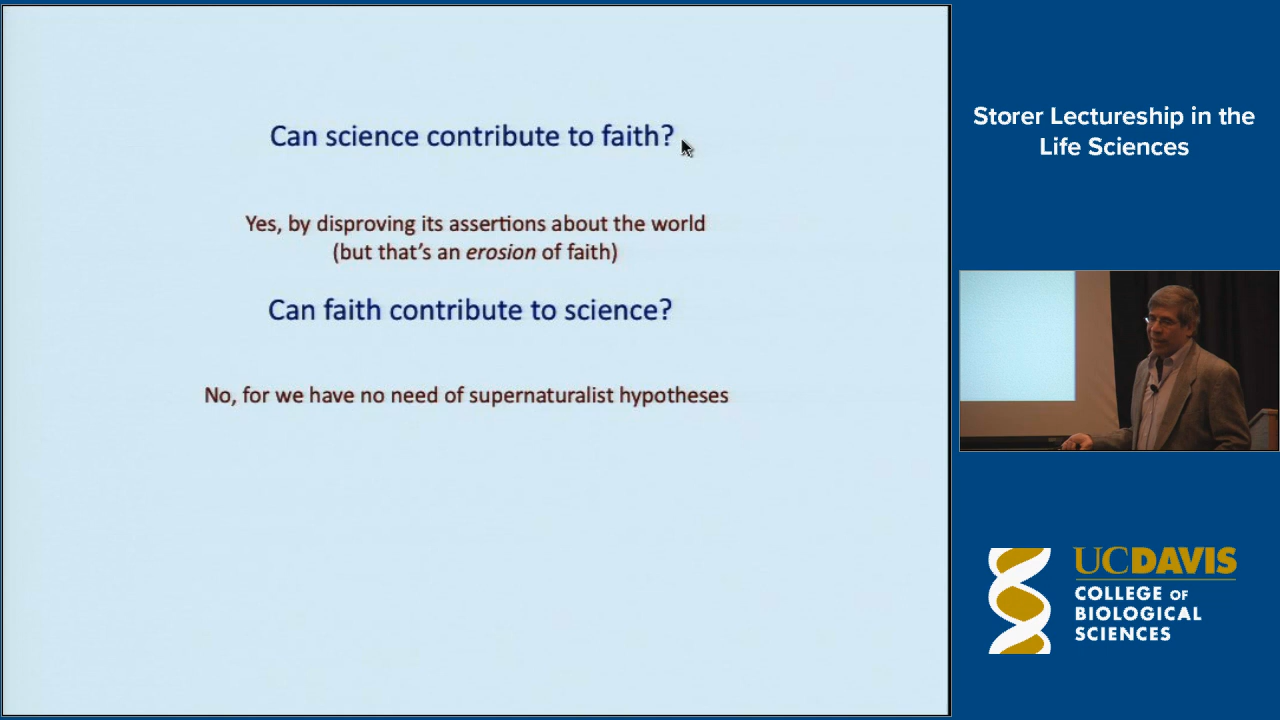 Can science contribute to faith?
Yes, by disproving its assertions about the world
(but that's an erosion of faith)
Can faith contribute to science?
No, for we have no need of supernaturalist hypotheses
Storer Lectureship in the
Life Sciences
UCDAVIS
COLLEGE OF
BIOLOGICAL
SCIENCES